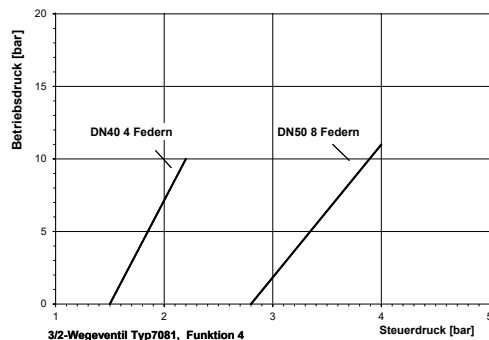 Betriebsdruck [bar]
20
15
10
5
0
DN40 4 Federn
DN50 8 Federn
1
2
3
4
5
Steuerdruck [bar]
3/2-Wegeventil Typ7081, Funktion 4